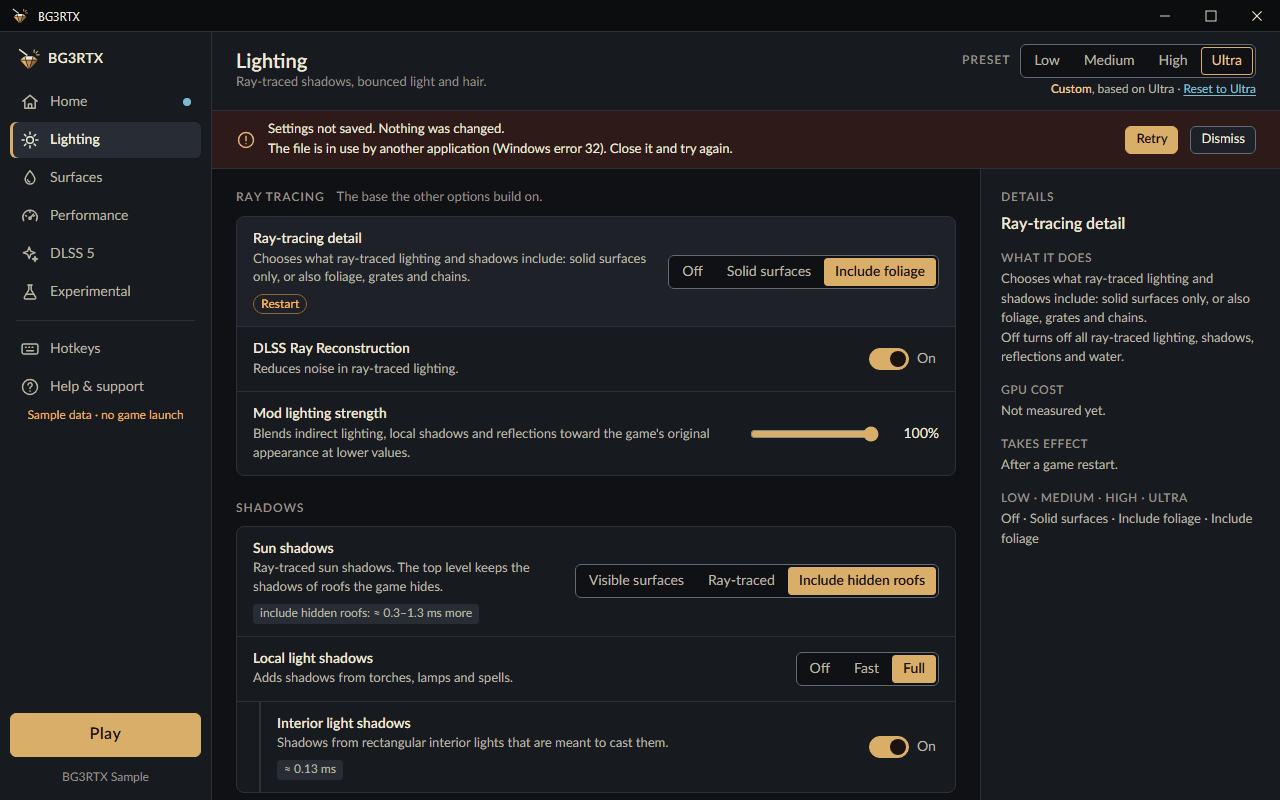 BG3RTX
BG3RTX
Home
Lighting
Surfaces
Performance
DLSS 5
Experimental
Hotkeys
Help & support
Sample data · no game launch
Play
BG3RTX Sample
Lighting
Ray-traced shadows, bounced light and hair.
PRESET Low Medium High Ultra
Custom, based on Ultra · Reset to Ultra
Settings not saved. Nothing was changed.
The file is in use by another application (Windows error 32). Close it and try again.
Retry Dismiss
RAY TRACING The base the other options build on.
Ray-tracing detail
Chooses what ray-traced lighting and shadows include: solid surfaces
only, or also foliage, grates and chains.
Restart
Off Solid surfaces Include foliage
DLSS Ray Reconstruction
Reduces noise in ray-traced lighting.
On
Mod lighting strength
Blends indirect lighting, local shadows and reflections toward the game's original
appearance at lower values.
100%
SHADOWS
Sun shadows
Ray-traced sun shadows. The top level keeps the
shadows of roofs the game hides.
include hidden roofs: ≈ 0.3–1.3 ms more
Visible surfaces Ray-traced Include hidden roofs
Local light shadows
Adds shadows from torches, lamps and spells.
Off Fast Full
Interior light shadows
Shadows from rectangular interior lights that are meant to cast them.
≈ 0.13 ms
On
DETAILS
Ray-tracing detail
WHAT IT DOES
Chooses what ray-traced lighting and
shadows include: solid surfaces only, or also
foliage, grates and chains.
Off turns off all ray-traced lighting, shadows,
reflections and water.
GPU COST
Not measured yet.
TAKES EFFECT
After a game restart.
LOW · MEDIUM · HIGH · ULTRA
Off · Solid surfaces · Include foliage · Include
foliage